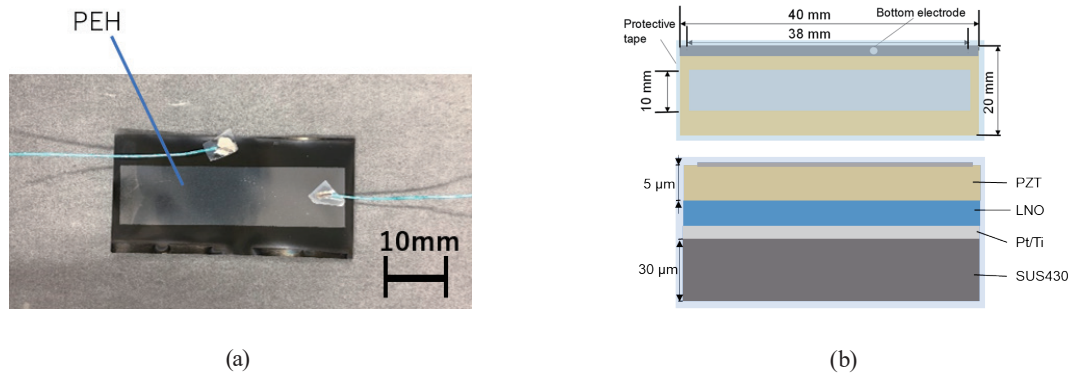 PEH
10mm
(a)
40 mm
Bottom electrode
Protective
tape
38 mm
10 mm
20 mm
5 µm
PZT
LNO
Pt/Ti
30 µm
SUS430
(b)